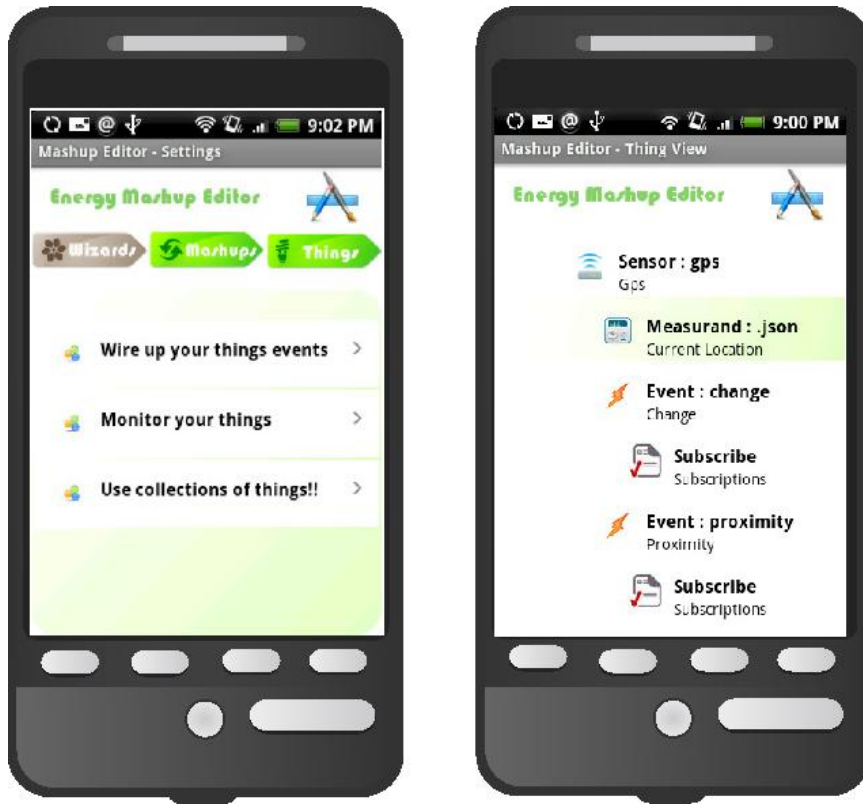 9:02 PM
Mashup Editor - Settings
Energy Mashup Editor
Wizards Mashups Things
Wire up your things events
Monitor your things
Use collections of things!!
9:00 PM
Mashup Editor - Thing View
Energy Mashup Editor
Sensor : gps
Gps
Measurand : .json
Current Location
Event : change
Change
Subscribe
Subscriptions
Event : proximity
Proximity
Subscribe
Subscriptions